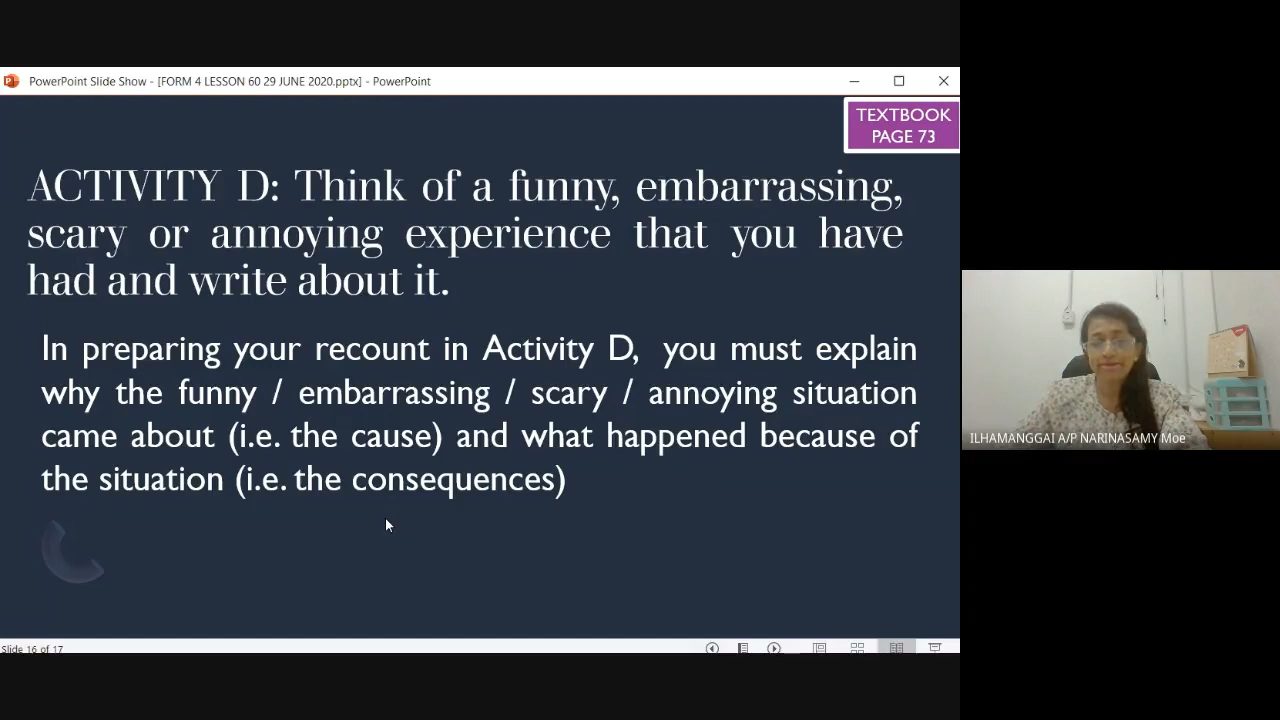 PowerPoint Slide Show - [FORM 4 LESSON 60 29 JUNE 2020.pptx] - PowerPoint
TEXTBOOK
PAGE 73
ACTIVITY D: Think of a funny, embarrassing,
scary or annoying experience that you have
had and write about it.
In preparing your recount in Activity D, you must explain
why the funny / embarrassing / scary / annoying situation
came about (i.e. the cause) and what happened because of
the situation (i.e. the consequences)
ILHAMANGGAI A/P NARINASAMY Moe
Slide 16 of 17